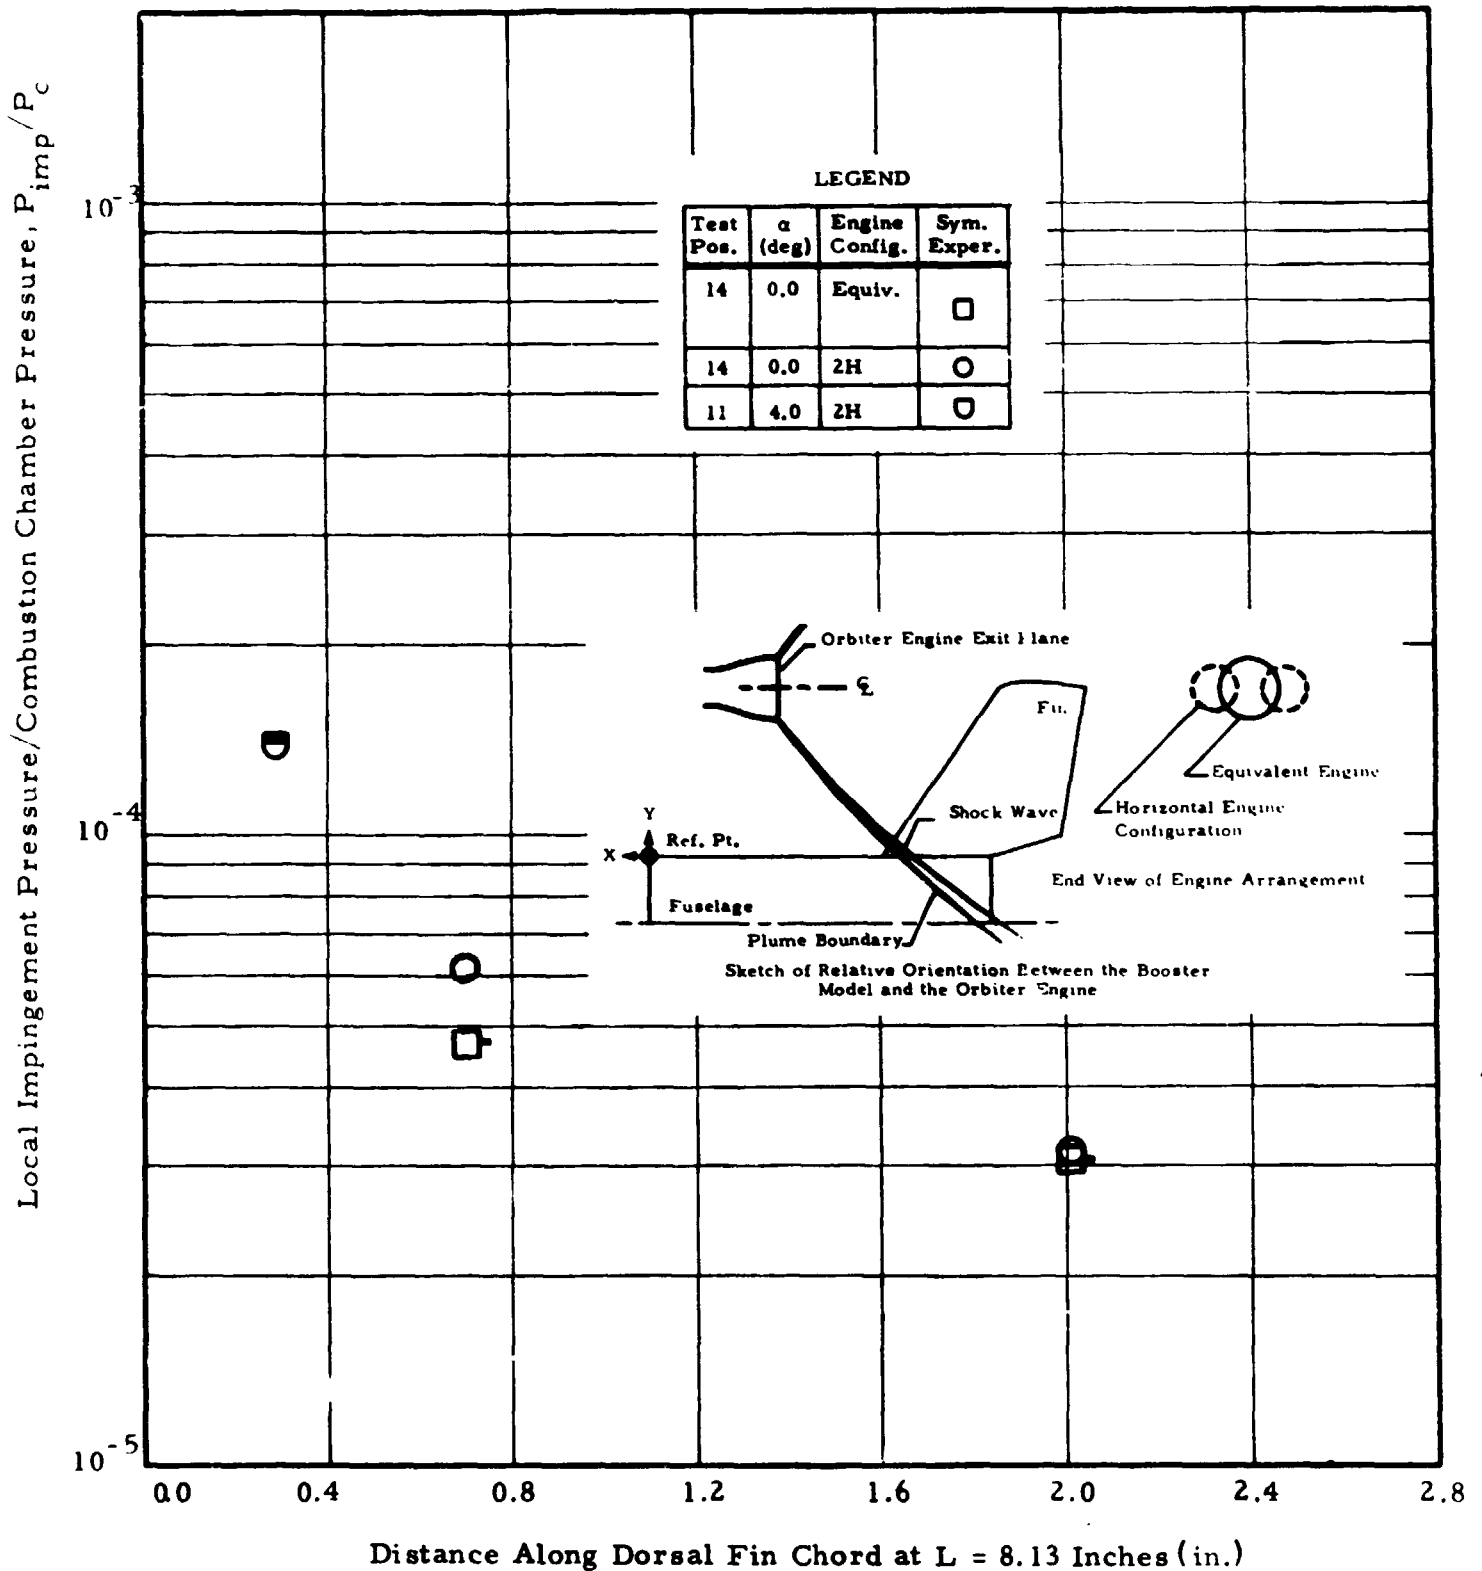 Local Impingement Pressure/Combustion Chamber Pressure, P_imp/P_c
10^-3
10^-4
10^-5
LEGEND
Test Pos. α (deg) Engine Config. Sym. Exper.
14 0.0 Equiv.
14 0.0 2H
11 4.0 2H
Orbiter Engine Exit Plane
℄
Fin
Equivalent Engine
Shock Wave
Horizontal Engine
Configuration
Y
X
Ref. Pt.
End View of Engine Arrangement
Fuselage
Plume Boundary
Sketch of Relative Orientation Between the Booster
Model and the Orbiter Engine
0.0 0.4 0.8 1.2 1.6 2.0 2.4 2.8
Distance Along Dorsal Fin Chord at L = 8.13 Inches (in.)